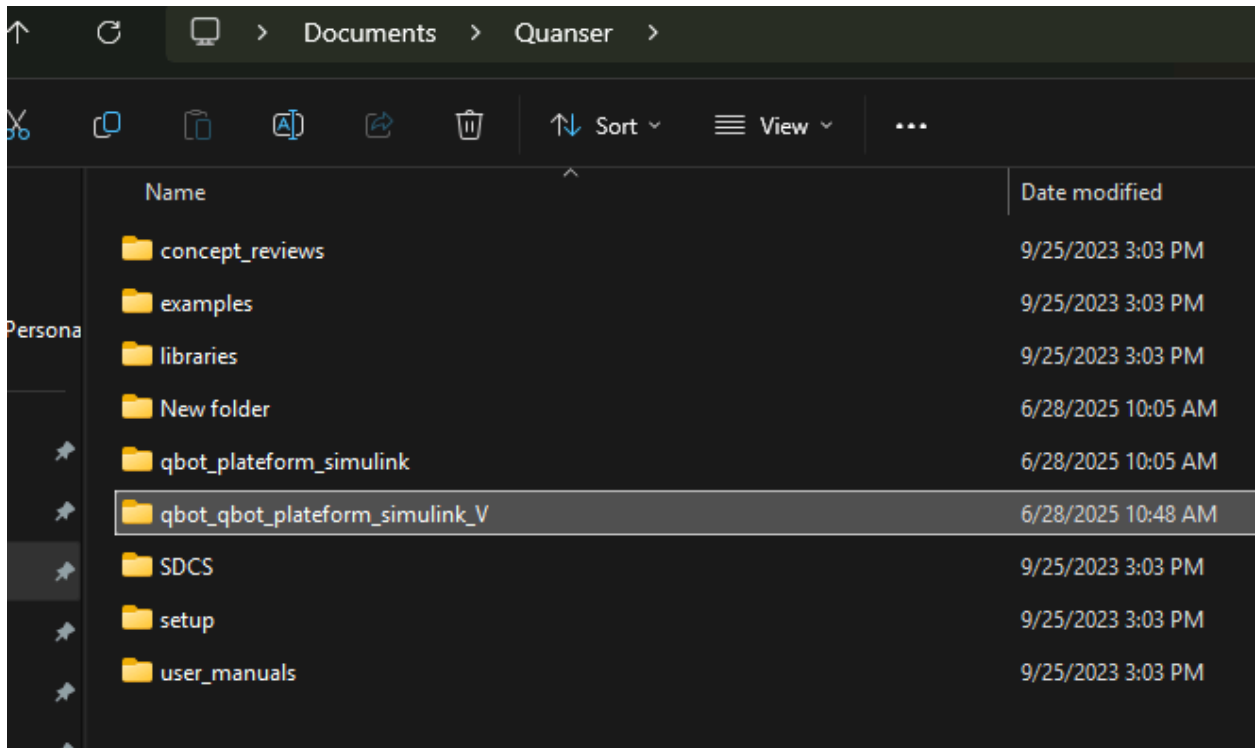 Documents > Quanser >
Sort View ...
Name Date modified
concept_reviews 9/25/2023 3:03 PM
examples 9/25/2023 3:03 PM
Persona
libraries 9/25/2023 3:03 PM
New folder 6/28/2025 10:05 AM
qbot_plateform_simulink 6/28/2025 10:05 AM
qbot_qbot_plateform_simulink_V 6/28/2025 10:48 AM
SDCS 9/25/2023 3:03 PM
setup 9/25/2023 3:03 PM
user_manuals 9/25/2023 3:03 PM